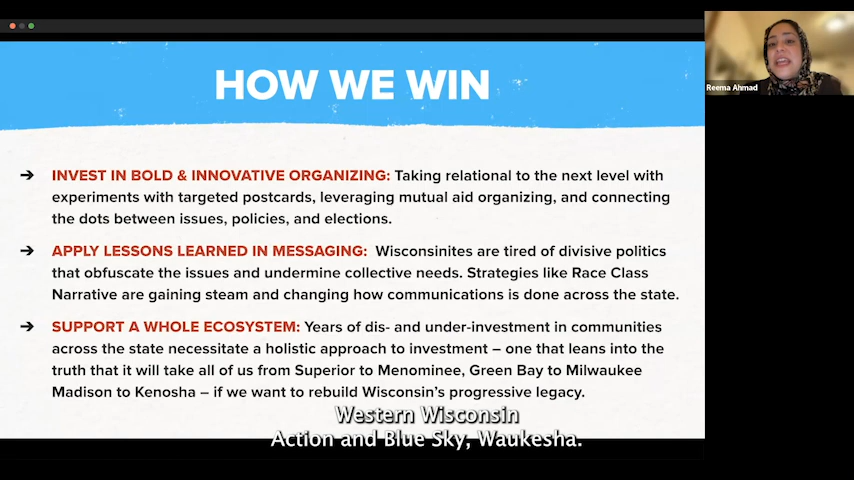 HOW WE WIN
Reema Ahmad
➔ INVEST IN BOLD & INNOVATIVE ORGANIZING: Taking relational to the next level with
experiments with targeted postcards, leveraging mutual aid organizing, and connecting
the dots between issues, policies, and elections.
➔ APPLY LESSONS LEARNED IN MESSAGING: Wisconsinites are tired of divisive politics
that obfuscate the issues and undermine collective needs. Strategies like Race Class
Narrative are gaining steam and changing how communications is done across the state.
➔ SUPPORT A WHOLE ECOSYSTEM: Years of dis- and under-investment in communities
across the state necessitate a holistic approach to investment – one that leans into the
truth that it will take all of us from Superior to Menominee, Green Bay to Milwaukee
Madison to Kenosha – if we want to rebuild Wisconsin's progressive legacy.
Western Wisconsin
Action and Blue Sky, Waukesha.